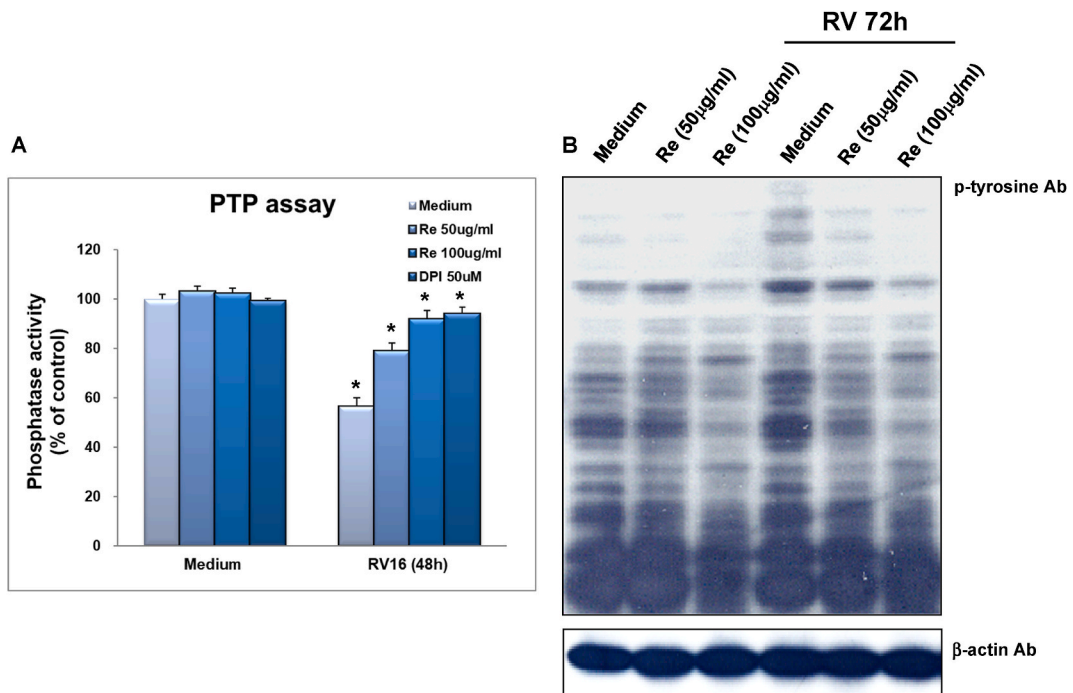 A
PTP assay
Medium
Re 50ug/ml
Re 100ug/ml
DPI 50uM
Phosphatase activity
(% of control)
120
100
80
60
40
20
0
* * * *
Medium
RV16 (48h)
B
RV 72h
Medium
Re (50μg/ml)
Re (100μg/ml)
Medium
Re (50μg/ml)
Re (100μg/ml)
p-tyrosine Ab
β-actin Ab